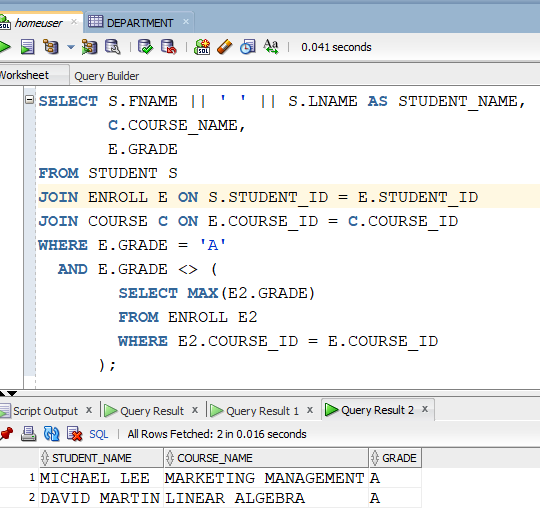 homeuser × DEPARTMENT ×
SQL 0.041 seconds
Worksheet Query Builder
SELECT S.FNAME || ' ' || S.LNAME AS STUDENT_NAME,
C.COURSE_NAME,
E.GRADE
FROM STUDENT S
JOIN ENROLL E ON S.STUDENT_ID = E.STUDENT_ID
JOIN COURSE C ON E.COURSE_ID = C.COURSE_ID
WHERE E.GRADE = 'A'
AND E.GRADE <> (
SELECT MAX(E2.GRADE)
FROM ENROLL E2
WHERE E2.COURSE_ID = E.COURSE_ID
);
Script Output × Query Result × Query Result 1 × Query Result 2 ×
SQL | All Rows Fetched: 2 in 0.016 seconds
STUDENT_NAME COURSE_NAME GRADE
1 MICHAEL LEE MARKETING MANAGEMENT A
2 DAVID MARTIN LINEAR ALGEBRA A